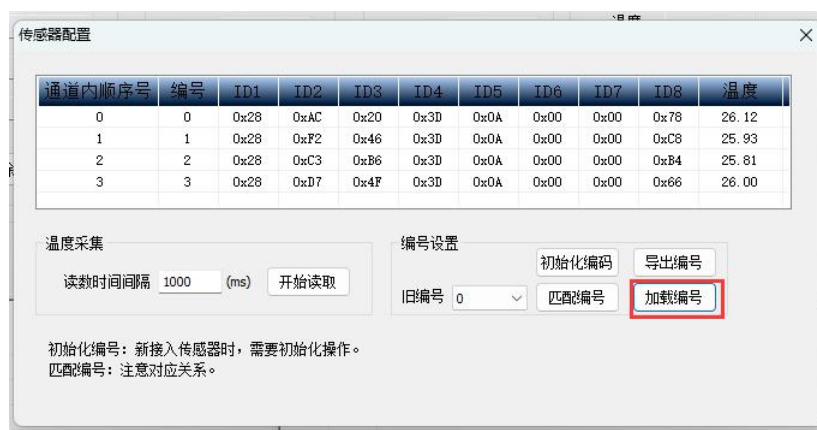 温度
传感器配置
通道内顺序号 编号 ID1 ID2 ID3 ID4 ID5 ID6 ID7 ID8 温度
0 0 0x28 0xAC 0x20 0x3D 0x0A 0x00 0x00 0x78 26.12
1 1 0x28 0xF2 0x46 0x3D 0x0A 0x00 0x00 0xC8 25.93
2 2 0x28 0xC3 0xB6 0x3D 0x0A 0x00 0x00 0xB4 25.81
3 3 0x28 0xD7 0x4F 0x3D 0x0A 0x00 0x00 0x66 26.00
温度采集
读数时间间隔 1000 (ms) 开始读取
编号设置
初始化编码 导出编号
旧编号 0 匹配编号 加载编号
初始化编号：新接入传感器时，需要初始化操作。
匹配编号：注意对应关系。